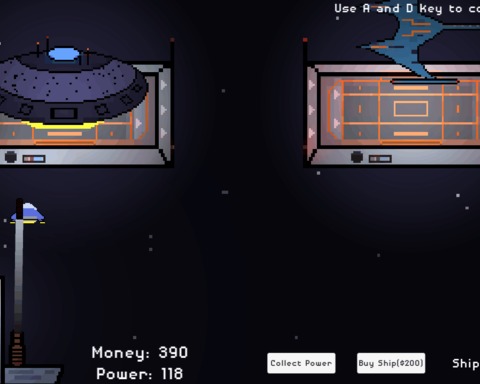 Use A and D key to co
Money: 390
Power: 118
Collect Power
Buy Ship($200)
Ship